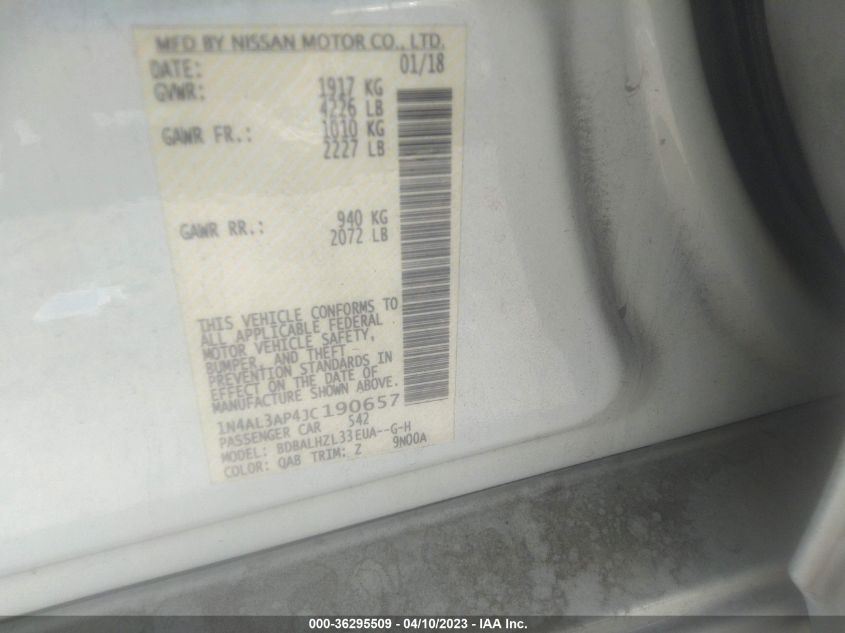 MFD BY NISSAN MOTOR CO., LTD.
DATE: 01/18
GVWR: 1917 KG
4226 LB
GAWR FR.: 1010 KG
2227 LB
GAWR RR.: 940 KG
2072 LB
THIS VEHICLE CONFORMS TO
ALL APPLICABLE FEDERAL
MOTOR VEHICLE SAFETY,
BUMPER, AND THEFT
PREVENTION STANDARDS IN
EFFECT ON THE DATE OF
MANUFACTURE SHOWN ABOVE.
1N4AL3AP4JC190657
PASSENGER CAR 542
MODEL: BDBALHZL33EUA--G-H
COLOR: QAB TRIM: Z 9N00A
000-36295509 - 04/10/2023 - IAA Inc.